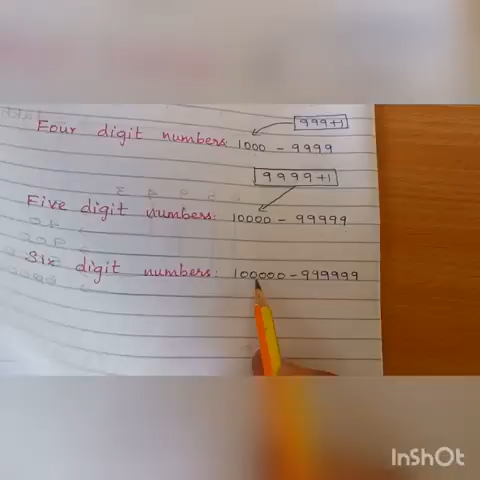 999+1
Four digit numbers: 1000 - 9999
9999+1
Five digit numbers: 10000 - 99999
Six digit numbers: 100000 - 999999
InShOt